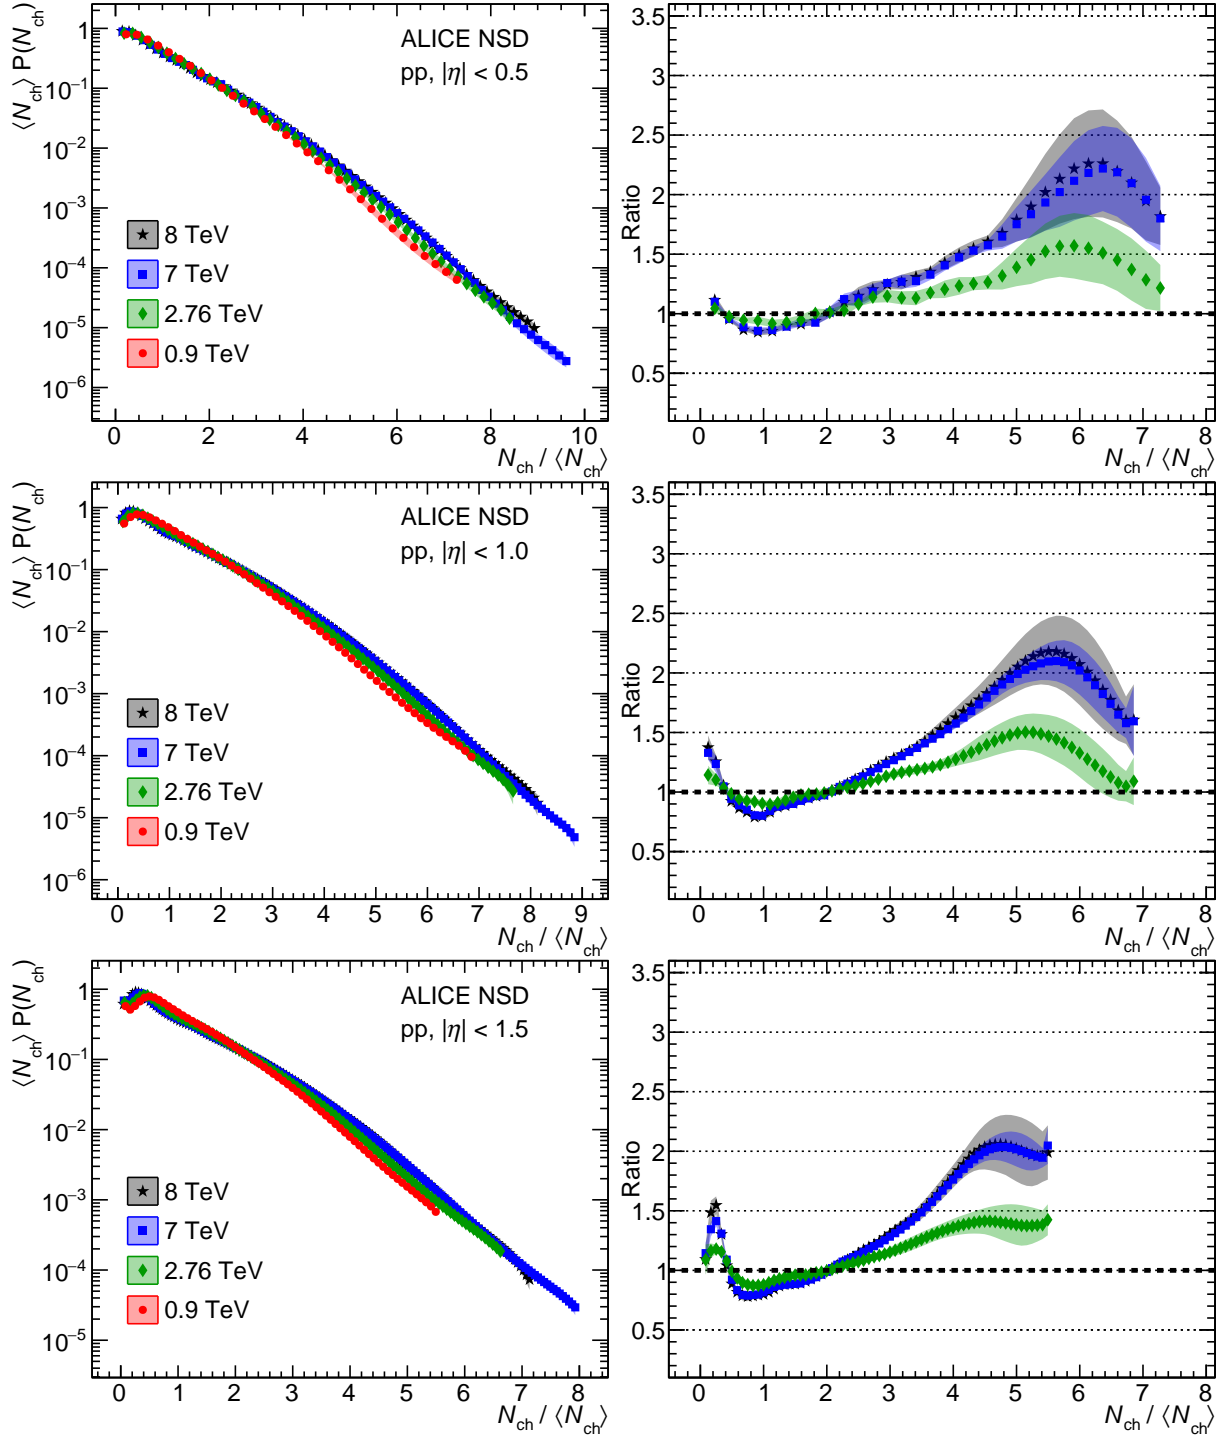 ⟨N_ch⟩ P(N_ch)
1
10⁻¹
10⁻²
10⁻³
10⁻⁴
10⁻⁵
10⁻⁶
ALICE NSD
pp, |η| < 0.5
8 TeV
7 TeV
2.76 TeV
0.9 TeV
0 2 4 6 8 10
N_ch / ⟨N_ch⟩
Ratio
3.5
3
2.5
2
1.5
1
0.5
0 1 2 3 4 5 6 7 8
N_ch / ⟨N_ch⟩
⟨N_ch⟩ P(N_ch)
1
10⁻¹
10⁻²
10⁻³
10⁻⁴
10⁻⁵
10⁻⁶
ALICE NSD
pp, |η| < 1.0
8 TeV
7 TeV
2.76 TeV
0.9 TeV
0 1 2 3 4 5 6 7 8 9
N_ch / ⟨N_ch⟩
Ratio
3.5
3
2.5
2
1.5
1
0.5
0 1 2 3 4 5 6 7 8
N_ch / ⟨N_ch⟩
⟨N_ch⟩ P(N_ch)
1
10⁻¹
10⁻²
10⁻³
10⁻⁴
10⁻⁵
ALICE NSD
pp, |η| < 1.5
8 TeV
7 TeV
2.76 TeV
0.9 TeV
0 1 2 3 4 5 6 7 8
N_ch / ⟨N_ch⟩
Ratio
3.5
3
2.5
2
1.5
1
0.5
0 1 2 3 4 5 6 7 8
N_ch / ⟨N_ch⟩